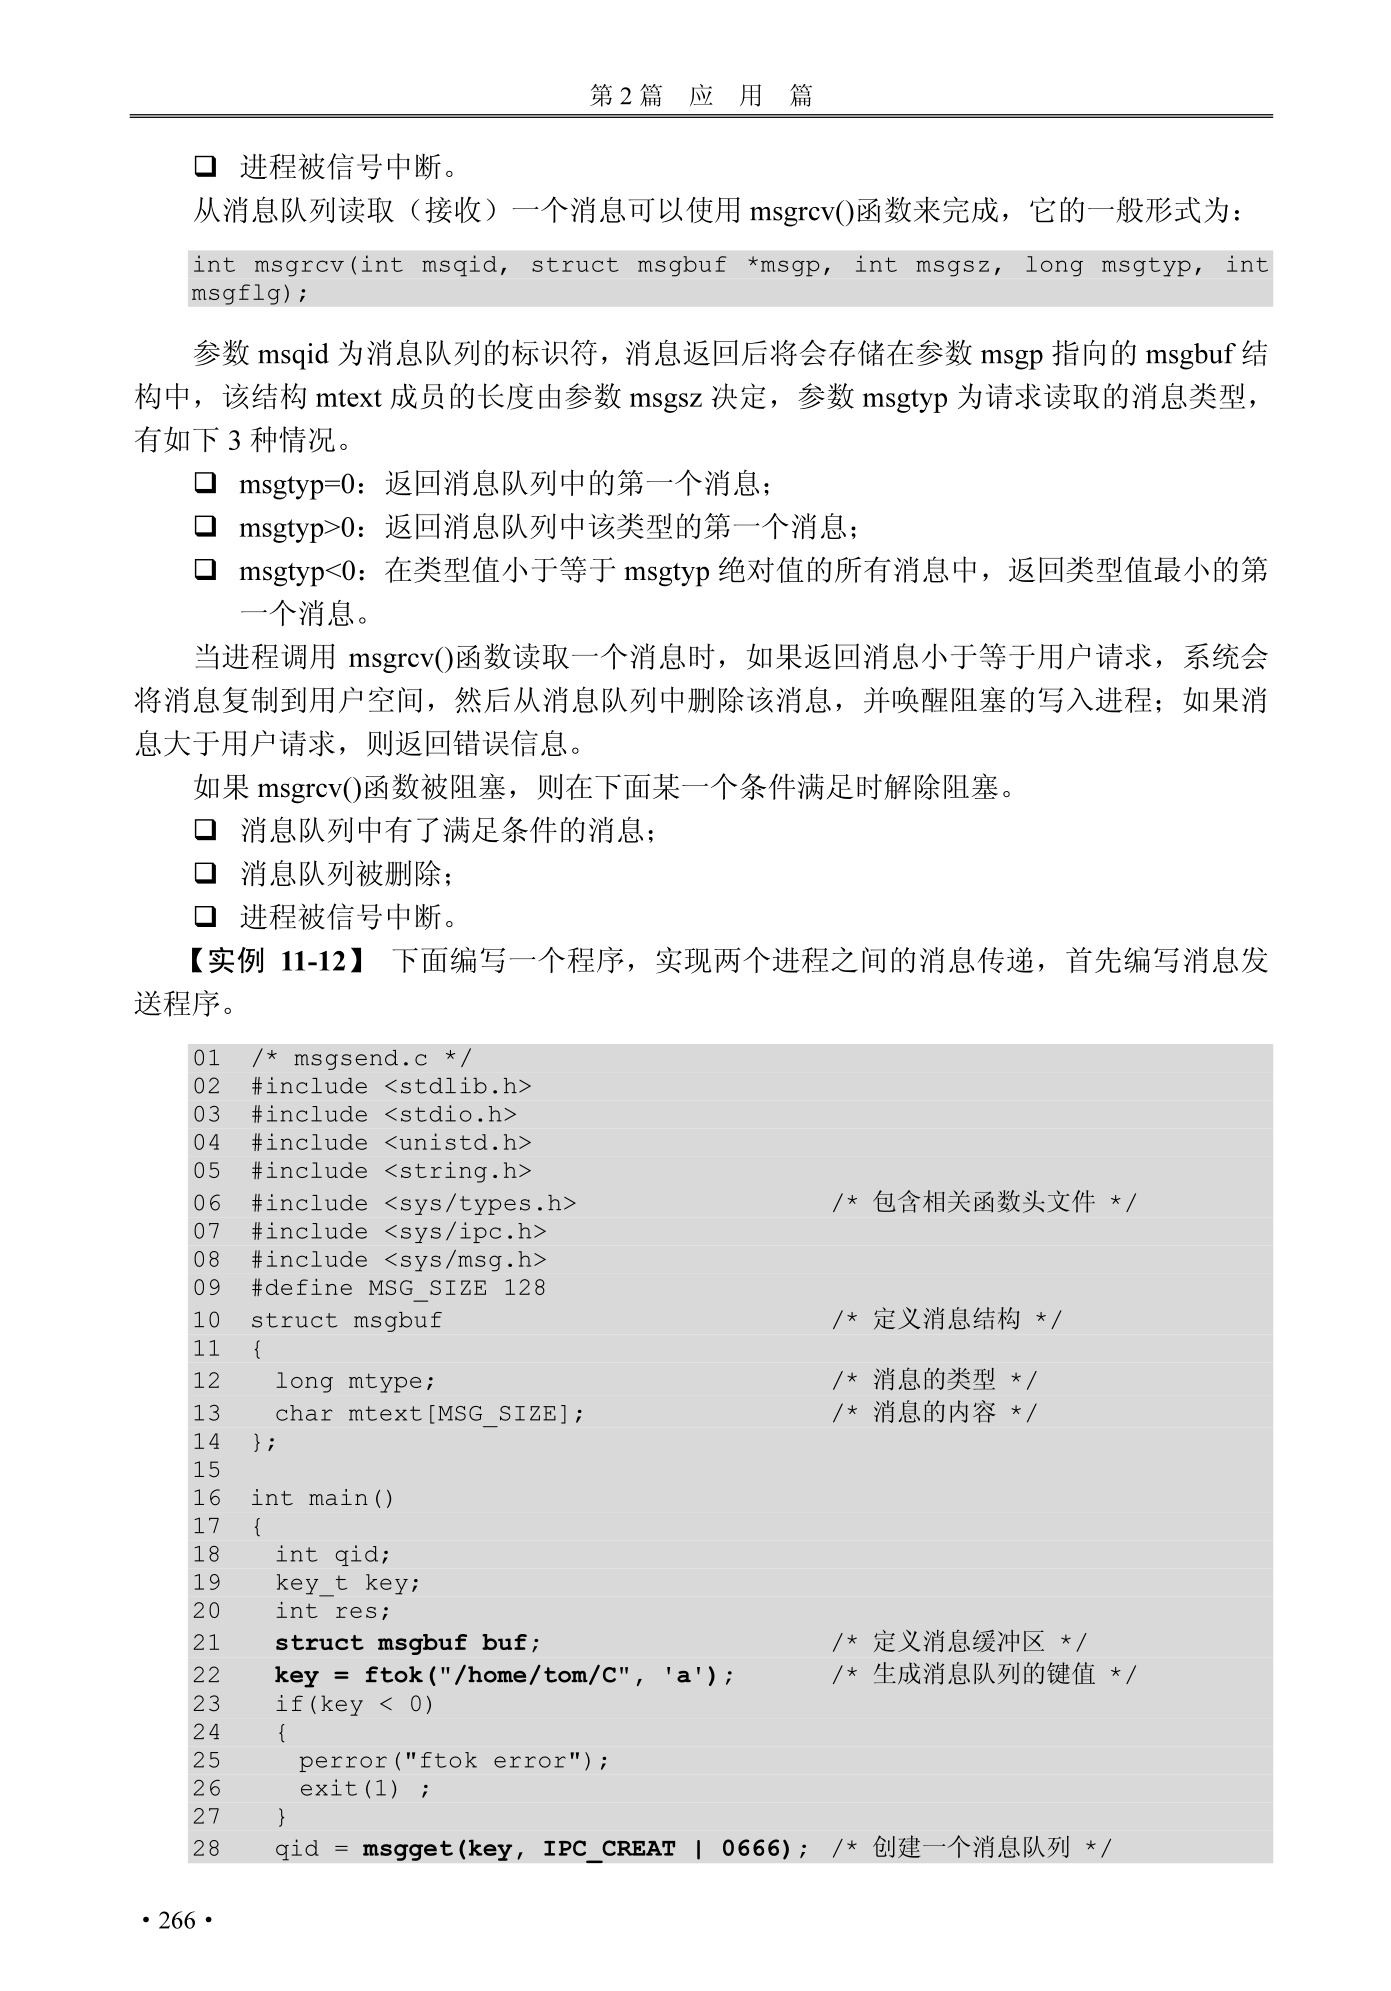 第 2 篇　应　用　篇
❑ 进程被信号中断。
从消息队列读取（接收）一个消息可以使用 msgrcv()函数来完成，它的一般形式为：
int msgrcv(int msqid, struct msgbuf *msgp, int msgsz, long msgtyp, int
msgflg);
参数 msqid 为消息队列的标识符，消息返回后将会存储在参数 msgp 指向的 msgbuf 结
构中，该结构 mtext 成员的长度由参数 msgsz 决定，参数 msgtyp 为请求读取的消息类型，
有如下 3 种情况。
❑ msgtyp=0：返回消息队列中的第一个消息；
❑ msgtyp>0：返回消息队列中该类型的第一个消息；
❑ msgtyp<0：在类型值小于等于 msgtyp 绝对值的所有消息中，返回类型值最小的第
一个消息。
当进程调用 msgrcv()函数读取一个消息时，如果返回消息小于等于用户请求，系统会
将消息复制到用户空间，然后从消息队列中删除该消息，并唤醒阻塞的写入进程；如果消
息大于用户请求，则返回错误信息。
如果 msgrcv()函数被阻塞，则在下面某一个条件满足时解除阻塞。
❑ 消息队列中有了满足条件的消息；
❑ 消息队列被删除；
❑ 进程被信号中断。
【实例 11-12】 下面编写一个程序，实现两个进程之间的消息传递，首先编写消息发
送程序。
01 /* msgsend.c */
02 #include <stdlib.h>
03 #include <stdio.h>
04 #include <unistd.h>
05 #include <string.h>
06 #include <sys/types.h> /* 包含相关函数头文件 */
07 #include <sys/ipc.h>
08 #include <sys/msg.h>
09 #define MSG_SIZE 128
10 struct msgbuf /* 定义消息结构 */
11 {
12 long mtype; /* 消息的类型 */
13 char mtext[MSG_SIZE]; /* 消息的内容 */
14 };
15
16 int main()
17 {
18 int qid;
19 key_t key;
20 int res;
21 struct msgbuf buf; /* 定义消息缓冲区 */
22 key = ftok("/home/tom/C", 'a'); /* 生成消息队列的键值 */
23 if(key < 0)
24 {
25 perror("ftok error");
26 exit(1) ;
27 }
28 qid = msgget(key, IPC_CREAT | 0666); /* 创建一个消息队列 */
· 266 ·